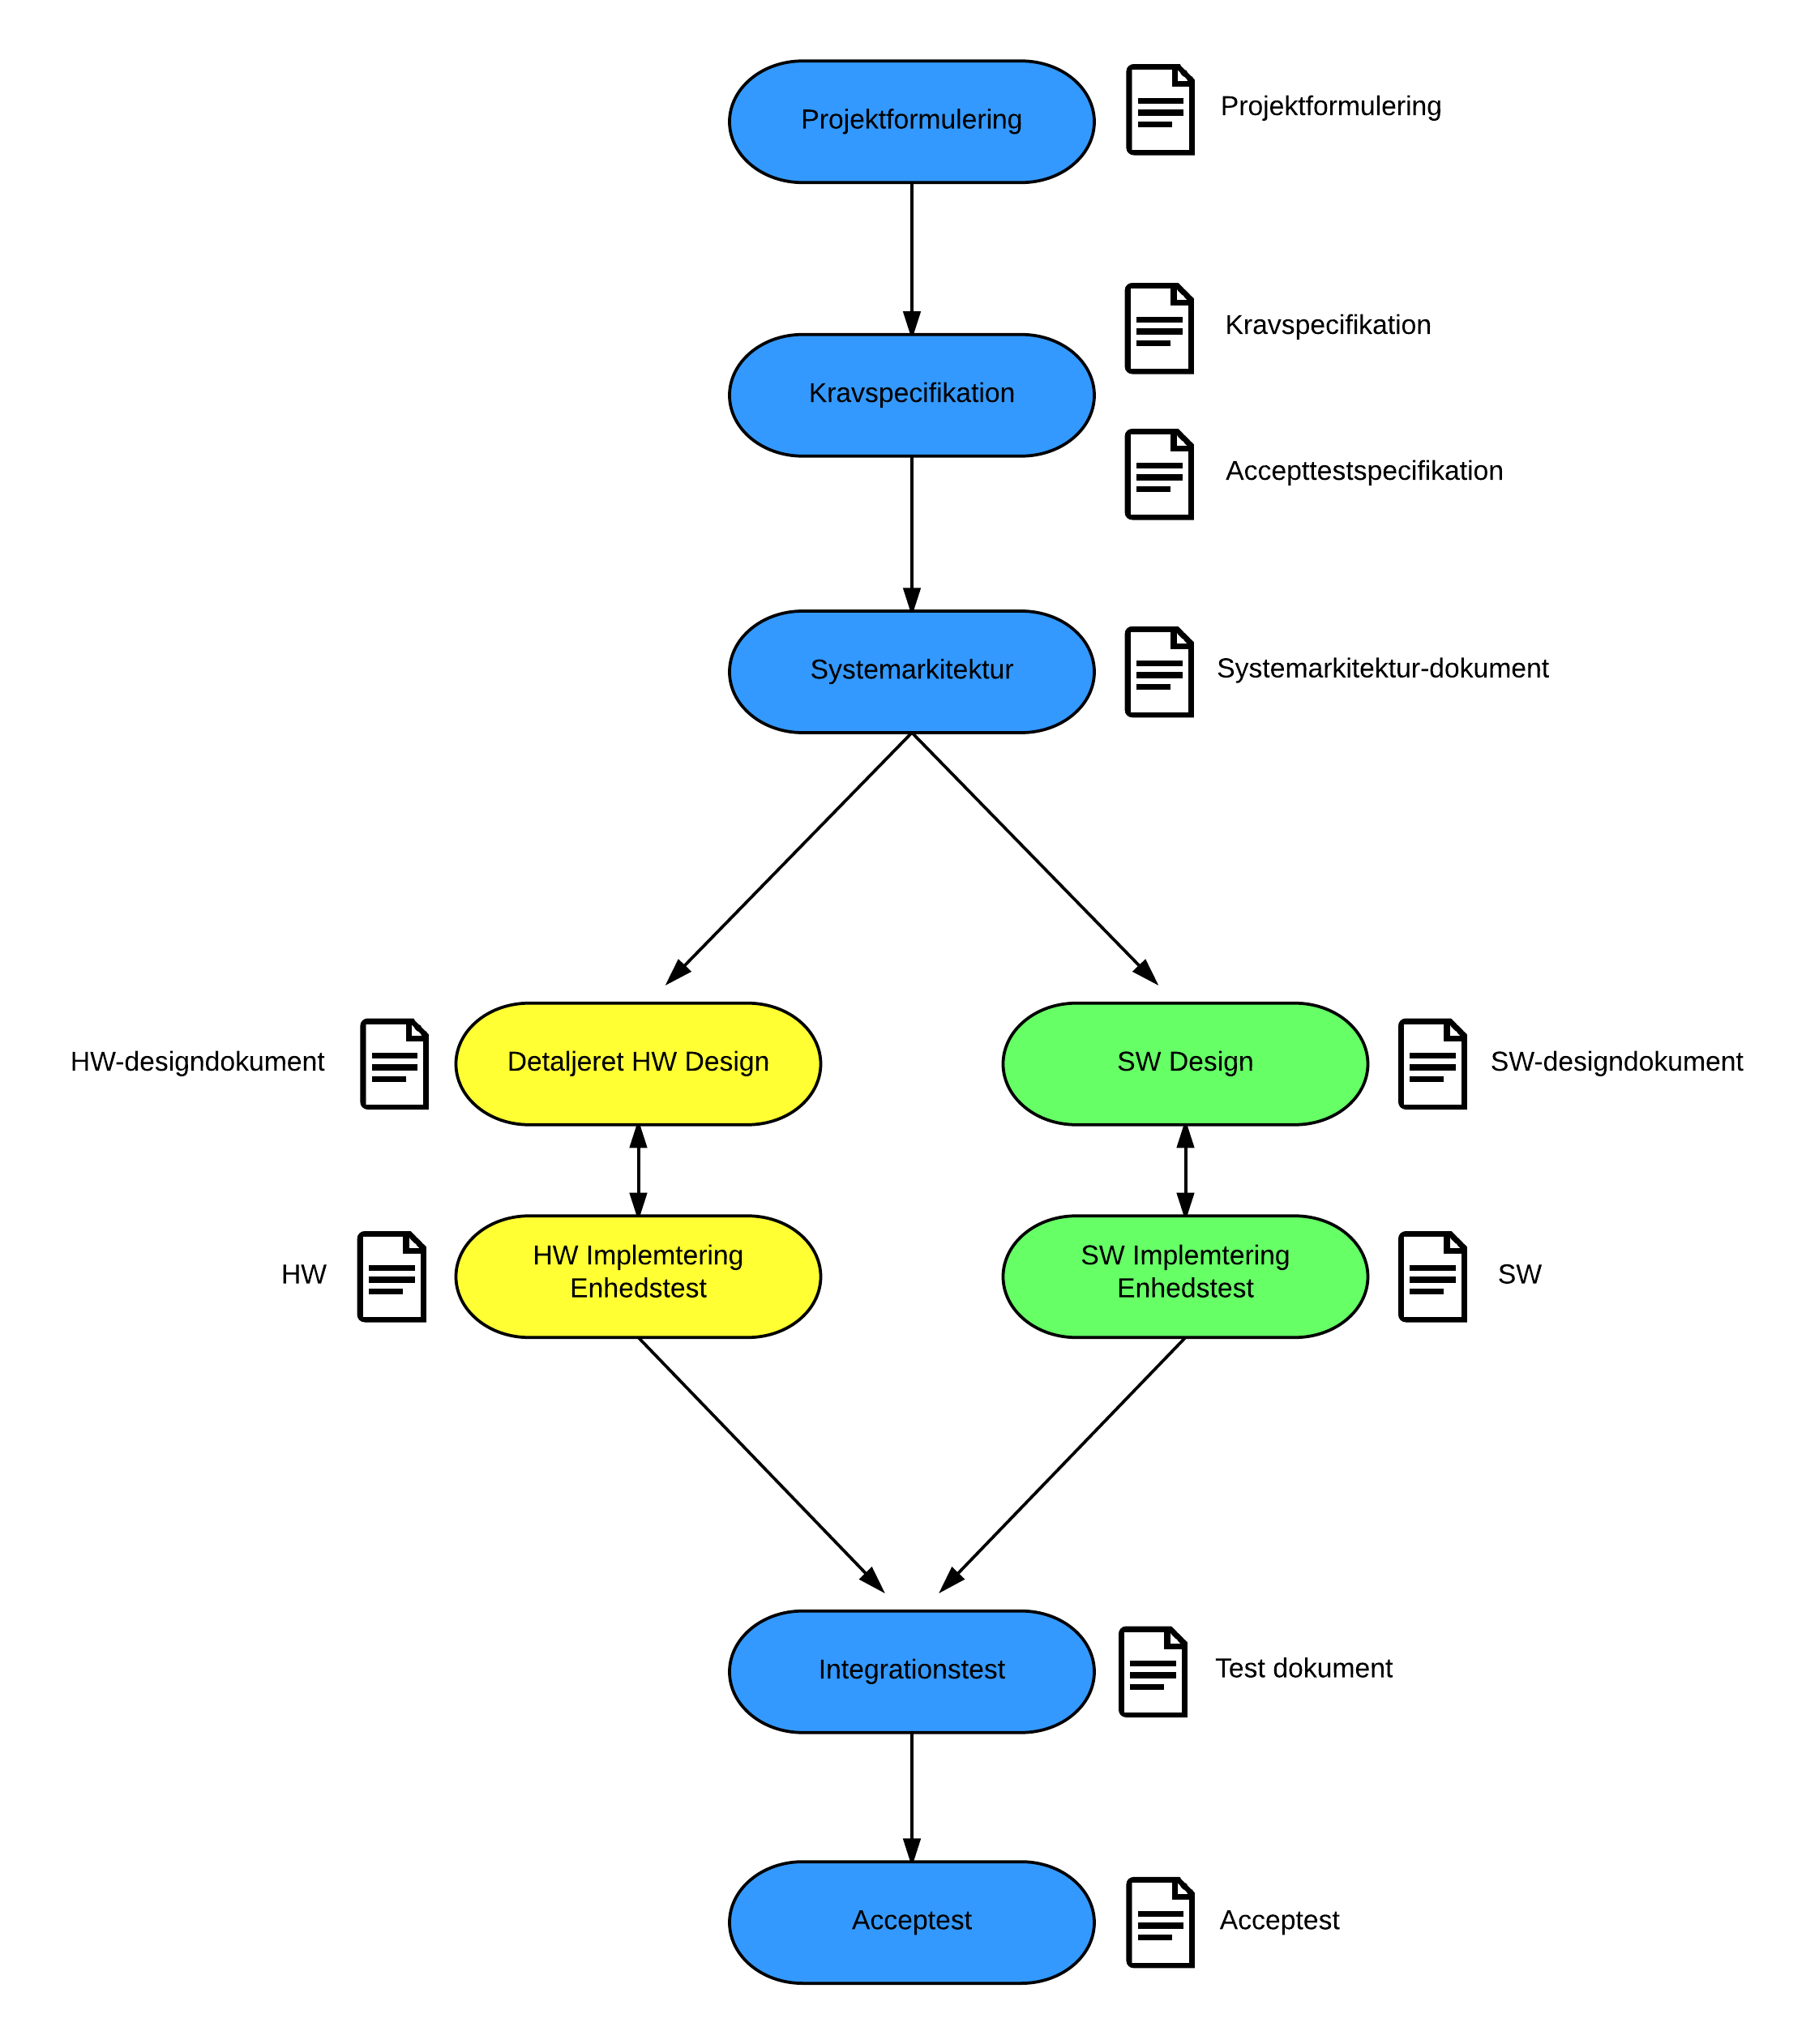 Projektformulering
Projektformulering
Kravspecifikation
Kravspecifikation
Accepttestspecifikation
Systemarkitektur
Systemarkitektur-dokument
HW-designdokument
Detaljeret HW Design
SW Design
SW-designdokument
HW
HW Implemtering
Enhedstest
SW Implemtering
Enhedstest
SW
Integrationstest
Test dokument
Acceptest
Acceptest